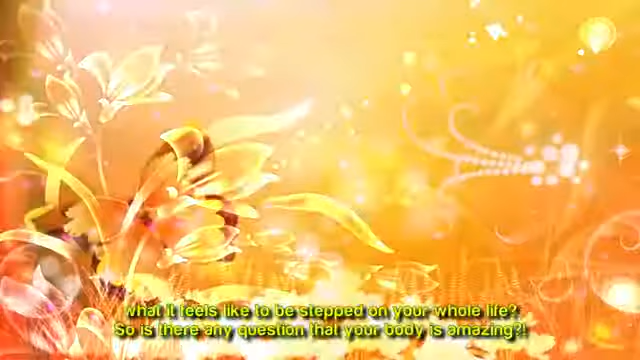 what it feels like to be stepped on your whole life?
So is there any question that your body is amazing?!